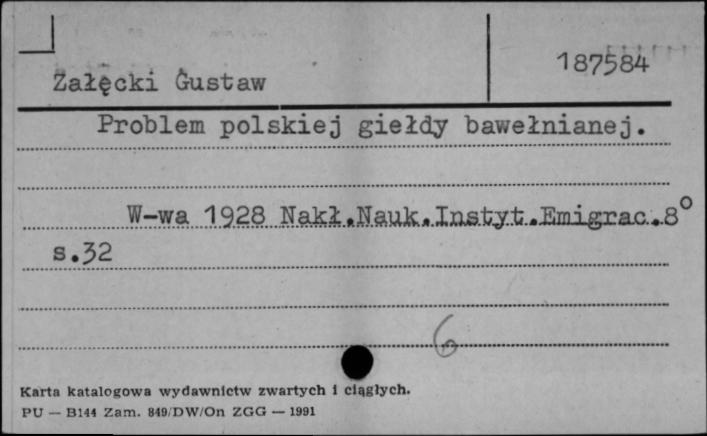 187584
Załęcki Gustaw
Problem polskiej giełdy bawełnianej.
W-wa 1928 Nakł.Nauk.Instyt.Emigrac.8°
s.32
6
Karta katalogowa wydawnictw zwartych i ciągłych.
PU — B144 Zam. 849/DW/On ZGG — 1991